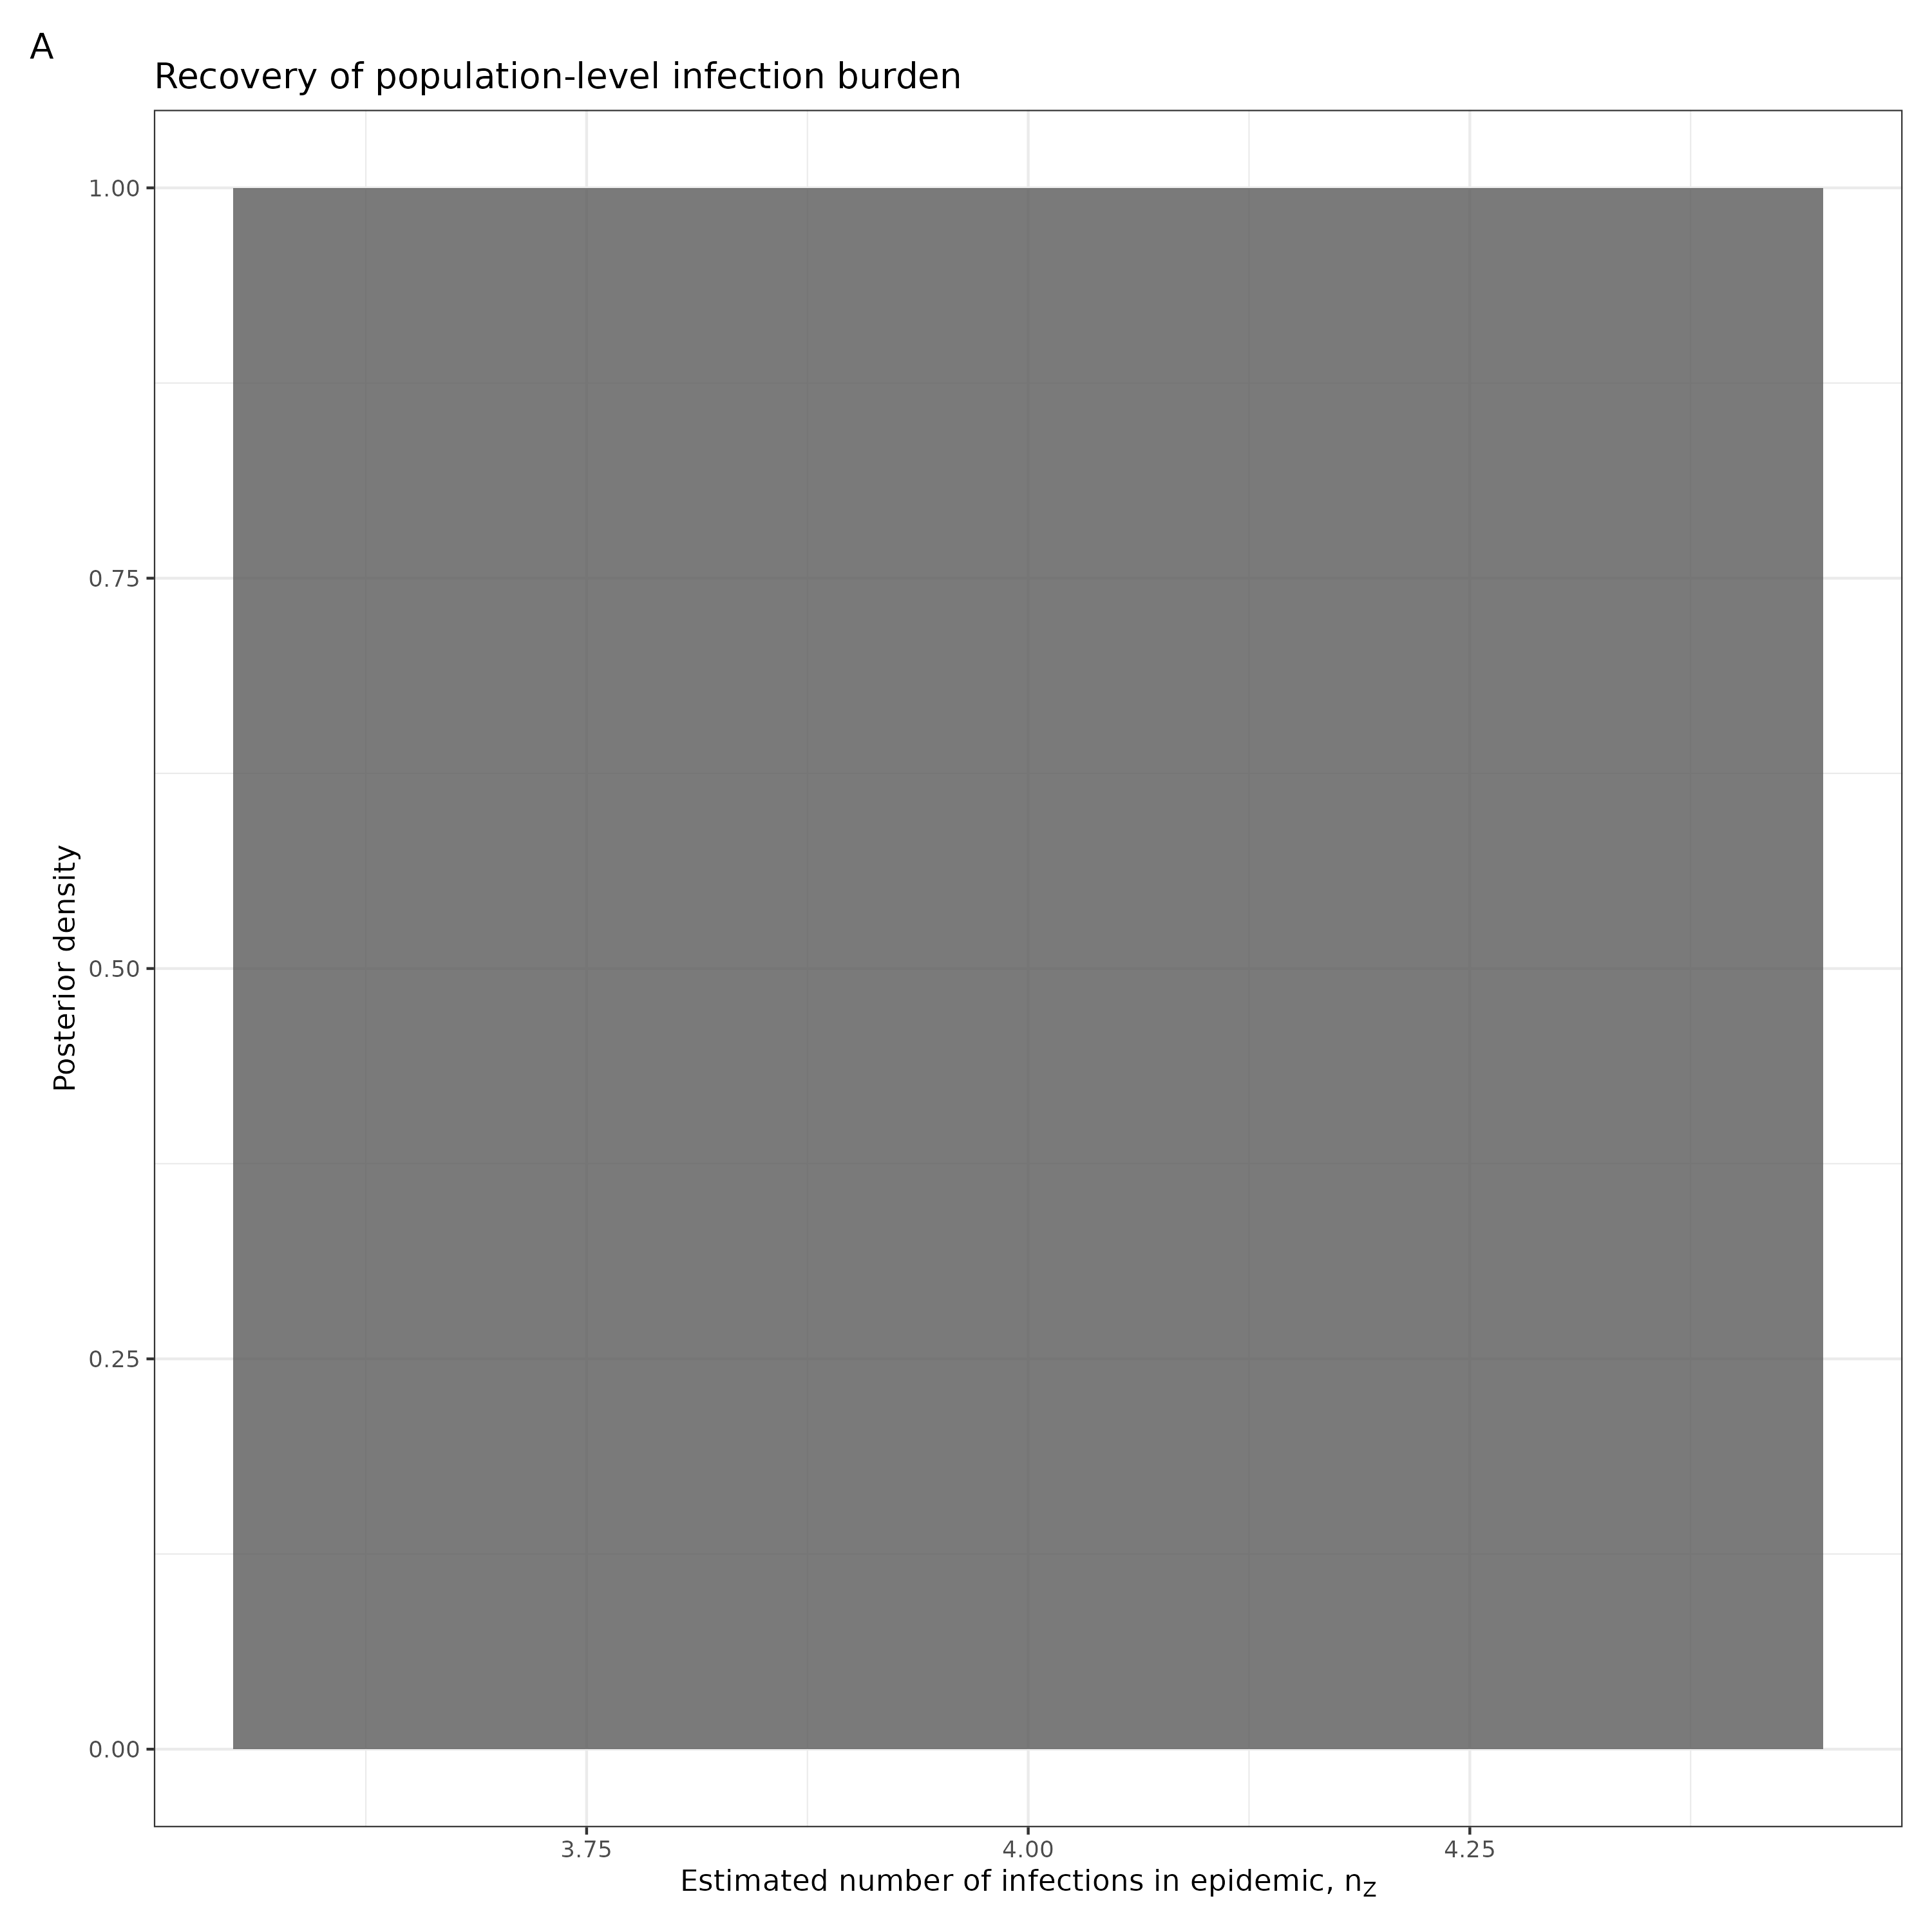 A
Recovery of population-level infection burden
1.00
0.75
0.50
0.25
0.00
Posterior density
3.75 4.00 4.25
Estimated number of infections in epidemic, nZ